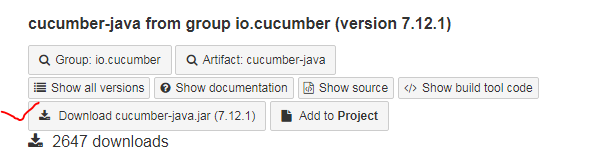 cucumber-java from group io.cucumber (version 7.12.1)
Group: io.cucumber Artifact: cucumber-java
Show all versions Show documentation Show source </> Show build tool code
Download cucumber-java.jar (7.12.1) Add to Project
2647 downloads